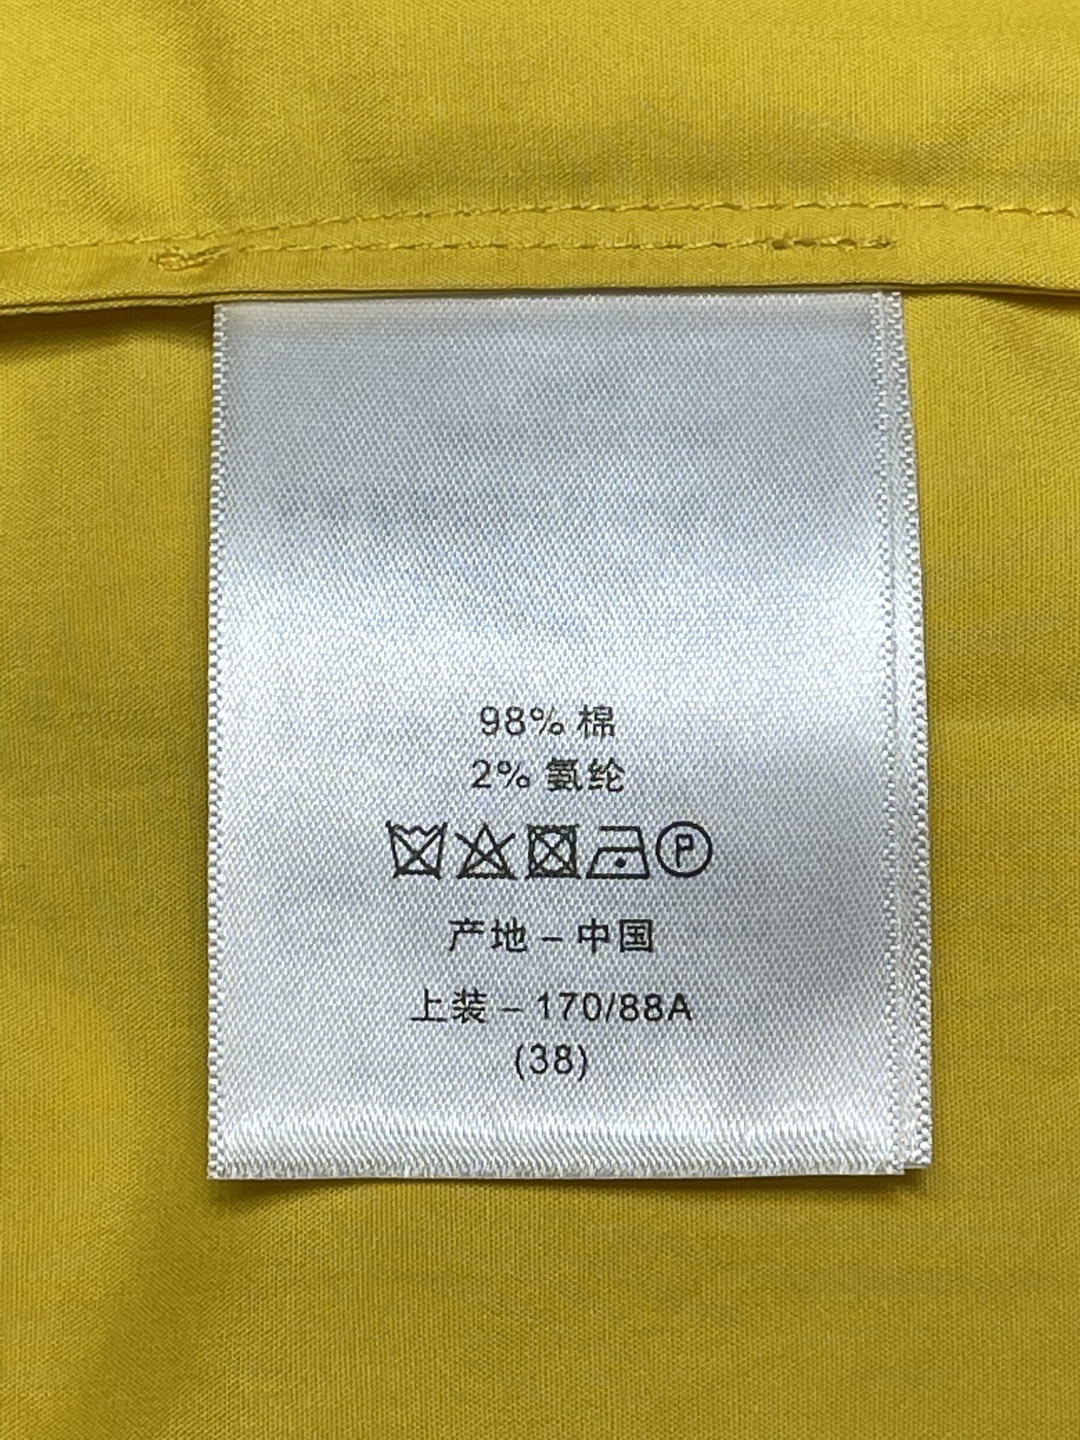 98% 棉
2% 氨纶
P
产地 – 中国
上装 – 170/88A
(38)